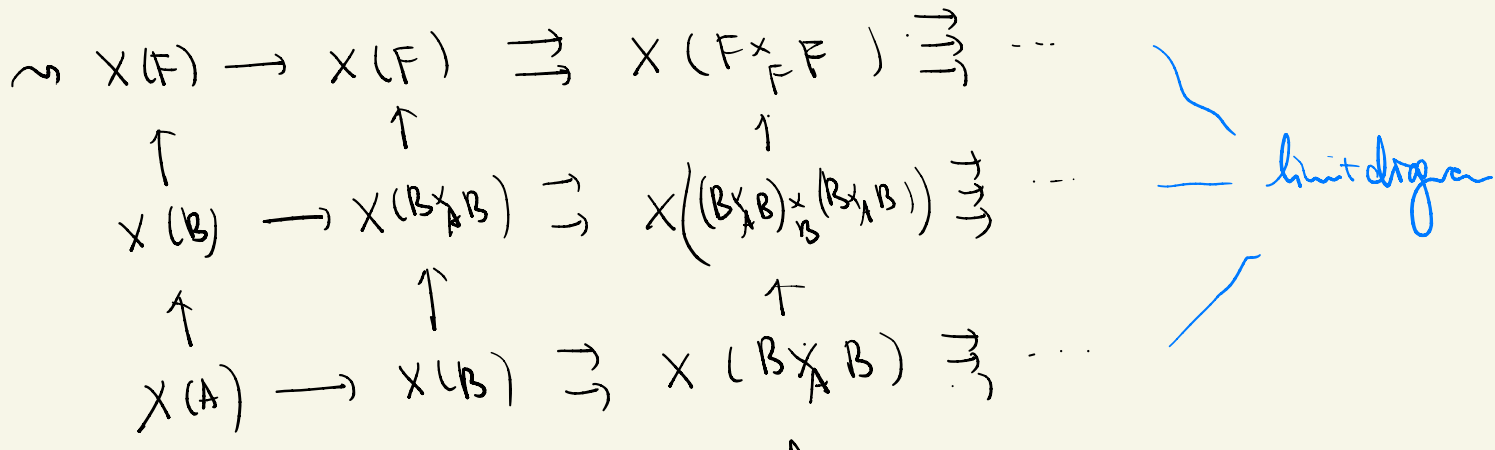 ⇝ X(F) → X(F) ⇉ X(F ×_F F) ⇶ ...
↑ ↑ ↑
X(B) → X(B ×_A B) ⇉ X((B ×_A B) ×_B (B ×_A B)) ⇶ ... limit diagram
↑ ↑ ↑
X(A) → X(B) ⇉ X(B ×_A B) ⇶ ...